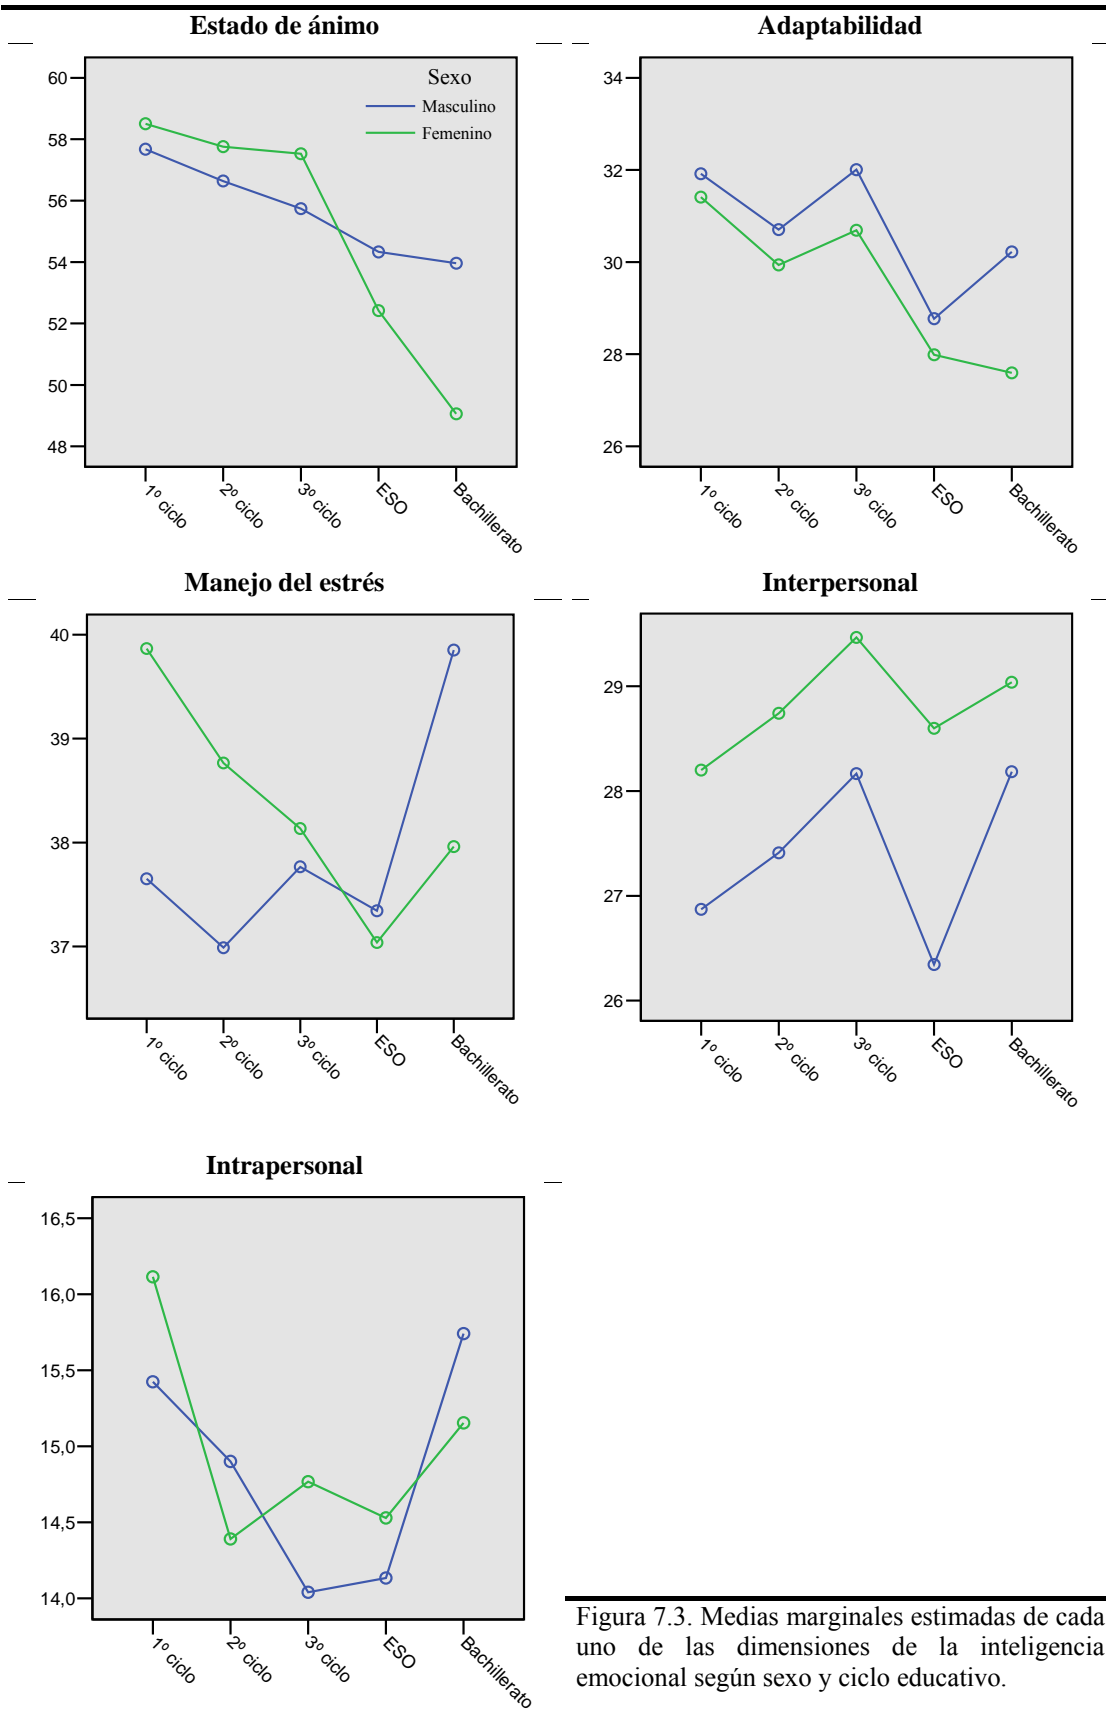 Estado de ánimo
60
58
56
54
52
50
48
Sexo
Masculino
Femenino
1º ciclo
2º ciclo
3º ciclo
ESO
Bachillerato
Adaptabilidad
34
32
30
28
26
1º ciclo
2º ciclo
3º ciclo
ESO
Bachillerato
Manejo del estrés
40
39
38
37
1º ciclo
2º ciclo
3º ciclo
ESO
Bachillerato
Interpersonal
29
28
27
26
1º ciclo
2º ciclo
3º ciclo
ESO
Bachillerato
Intrapersonal
16,5
16,0
15,5
15,0
14,5
14,0
1º ciclo
2º ciclo
3º ciclo
ESO
Bachillerato
Figura 7.3. Medias marginales estimadas de cada
uno de las dimensiones de la inteligencia
emocional según sexo y ciclo educativo.